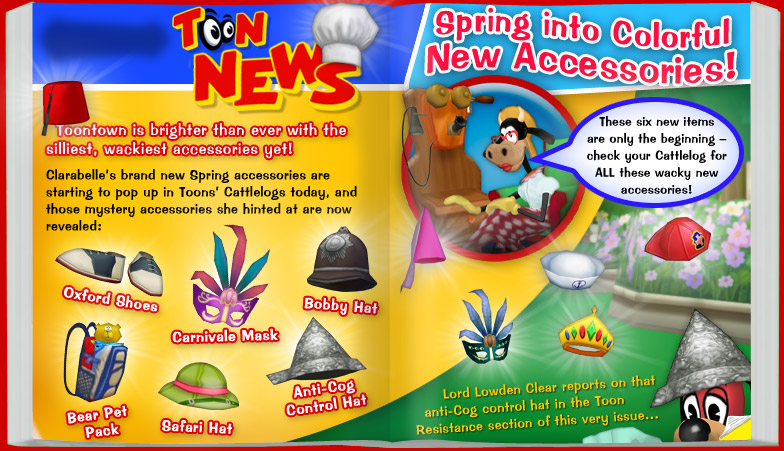 TOON
NEWS
Toontown is brighter than ever with the
silliest, wackiest accessories yet!
Clarabelle's brand new Spring accessories are
starting to pop up in Toons' Cattlelogs today, and
those mystery accessories she hinted at are now
revealed:
Oxford Shoes
Carnivale Mask
Bobby Hat
Bear Pet
Pack
Safari Hat
Anti-Cog
Control Hat
Spring into Colorful
New Accessories!
These six new items
are only the beginning –
check your Cattlelog for
ALL these wacky new
accessories!
Lord Lowden Clear reports on that
anti-Cog control hat in the Toon
Resistance section of this very issue...